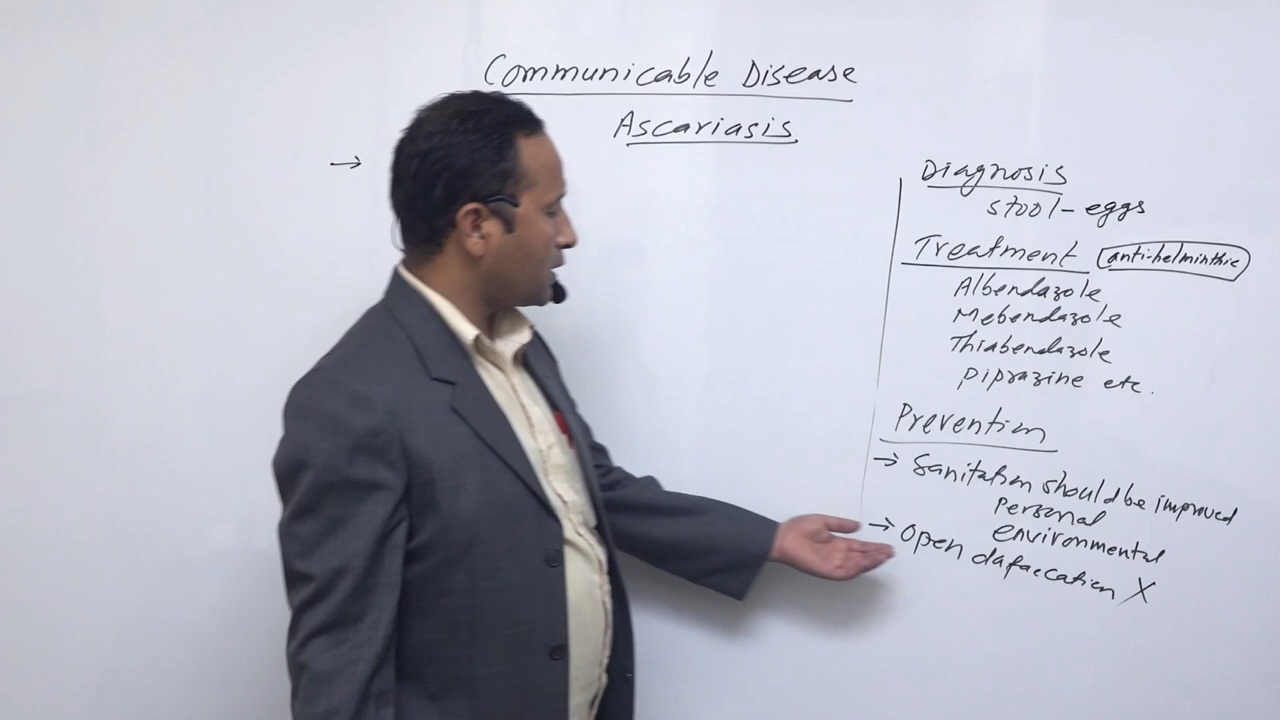 Communicable Disease
Ascariasis
→
Diagnosis
stool - eggs
Treatment (anti-helminthic)
Albendazole
Mebendazole
Thiabendazole
Piprazine etc.
Prevention
→ Sanitation should be improved
Personal
environmental
→ Open dafaecation X